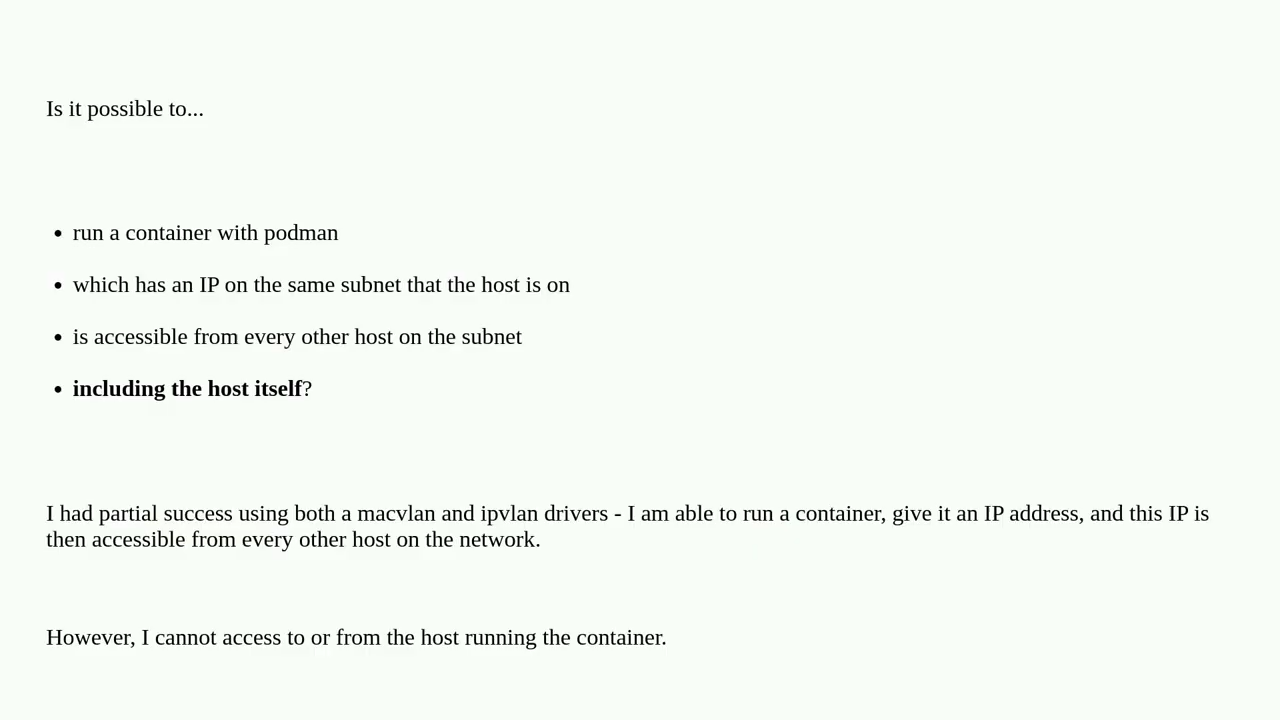 Is it possible to...
• run a container with podman
• which has an IP on the same subnet that the host is on
• is accessible from every other host on the subnet
• including the host itself?
I had partial success using both a macvlan and ipvlan drivers - I am able to run a container, give it an IP address, and this IP is
then accessible from every other host on the network.
However, I cannot access to or from the host running the container.